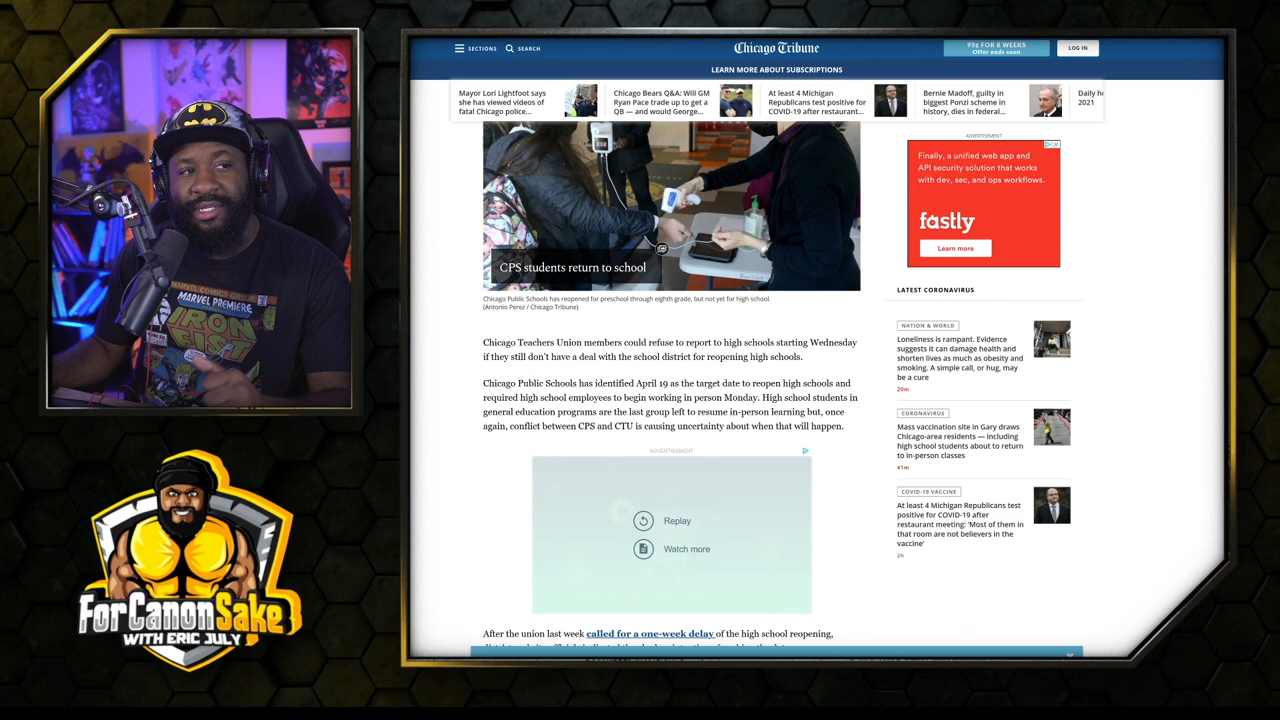 SECTIONS
SEARCH
Chicago Tribune
99¢ FOR 8 WEEKS
Offer ends soon
LOG IN
LEARN MORE ABOUT SUBSCRIPTIONS
Mayor Lori Lightfoot says
she has viewed videos of
fatal Chicago police...
Chicago Bears Q&A: Will GM
Ryan Pace trade up to get a
QB — and would George...
At least 4 Michigan
Republicans test positive for
COVID-19 after restaurant...
Bernie Madoff, guilty in
biggest Ponzi scheme in
history, dies in federal...
Daily h
2021
CPS students return to school
Chicago Public Schools has reopened for preschool through eighth grade, but not yet for high school.
(Antonio Perez / Chicago Tribune)
Chicago Teachers Union members could refuse to report to high schools starting Wednesday
if they still don't have a deal with the school district for reopening high schools.
Chicago Public Schools has identified April 19 as the target date to reopen high schools and
required high school employees to begin working in person Monday. High school students in
general education programs are the last group left to resume in-person learning but, once
again, conflict between CPS and CTU is causing uncertainty about when that will happen.
ADVERTISEMENT
Replay
Watch more
After the union last week called for a one-week delay of the high school reopening,
ADVERTISEMENT
Finally, a unified web app and
API security solution that works
with dev, sec, and ops workflows.
fastly
Learn more
LATEST CORONAVIRUS
NATION & WORLD
Loneliness is rampant. Evidence
suggests it can damage health and
shorten lives as much as obesity and
smoking. A simple call, or hug, may
be a cure
20m
CORONAVIRUS
Mass vaccination site in Gary draws
Chicago-area residents — including
high school students about to return
to in-person classes
41m
COVID-19 VACCINE
At least 4 Michigan Republicans test
positive for COVID-19 after
restaurant meeting: 'Most of them in
that room are not believers in the
vaccine'
2h
MARVEL COMICS GROUP
MARVEL PREMIERE
IRON
FIST
ForCanonSake
WITH ERIC JULY